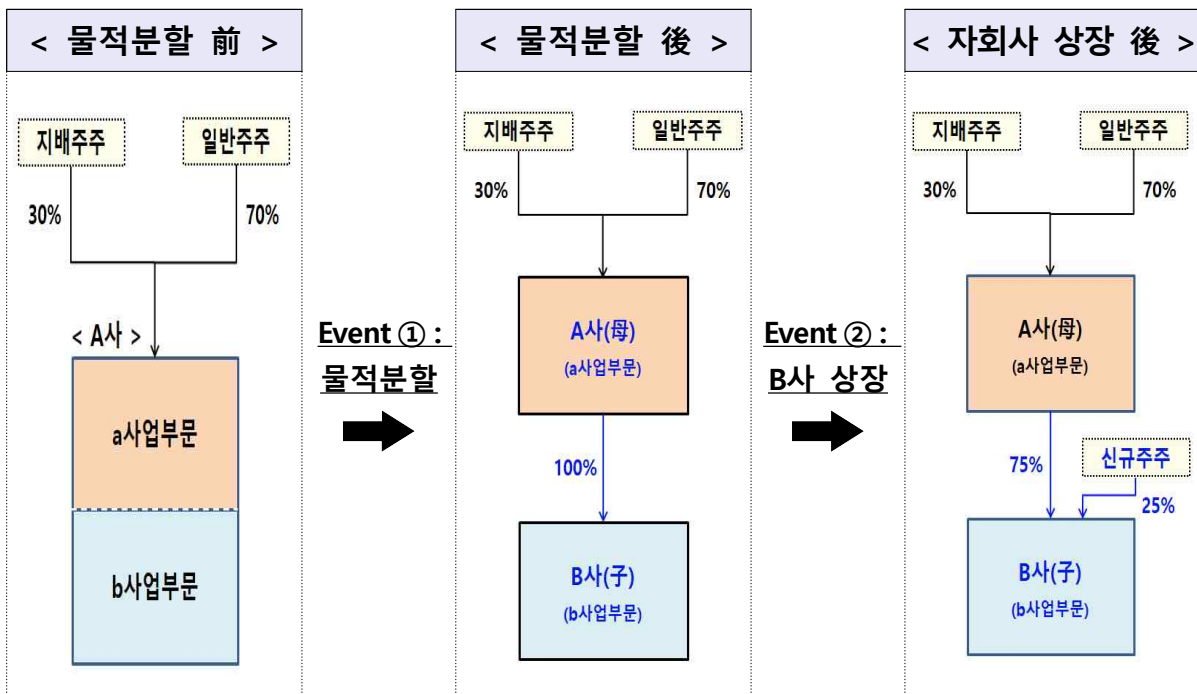 < 물적분할 前 >
지배주주
일반주주
30%
70%
< A사 >
a사업부문
b사업부문
Event ① :
물적분할
< 물적분할 後 >
지배주주
일반주주
30%
70%
A사(母)
(a사업부문)
100%
B사(子)
(b사업부문)
Event ② :
B사 상장
< 자회사 상장 後 >
지배주주
일반주주
30%
70%
A사(母)
(a사업부문)
75%
신규주주
25%
B사(子)
(b사업부문)